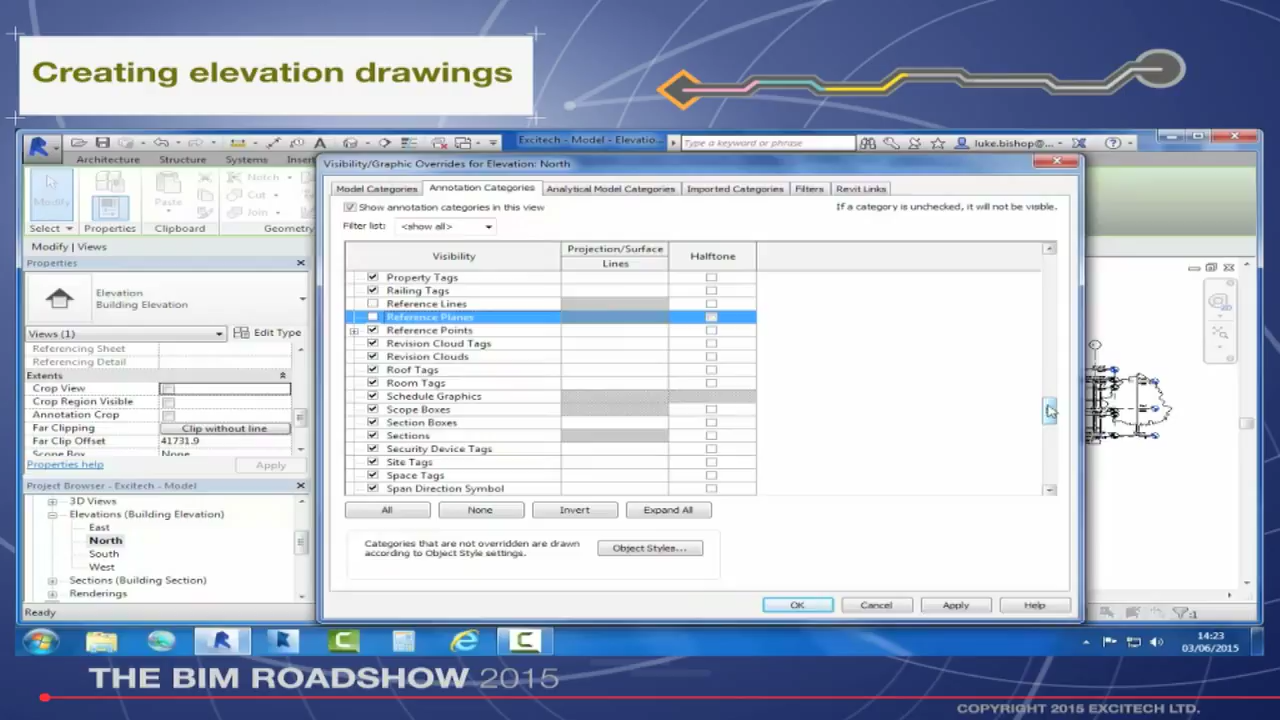 Creating elevation drawings
Excitech - Model - Elevatio...
Type a keyword or phrase
luke.bishop@...
Architecture Structure Systems Insert
Visibility/Graphic Overrides for Elevation: North
Modify
Paste
Notch
Cut
Join
Select Properties Clipboard Geometry
Modify | Views
Model Categories Annotation Categories Analytical Model Categories Imported Categories Filters Revit Links
Show annotation categories in this view
If a category is unchecked, it will not be visible.
Filter list: <show all>
Visibility Projection/Surface Halftone
Lines
Property Tags
Railing Tags
Reference Lines
Reference Planes
Reference Points
Revision Cloud Tags
Revision Clouds
Roof Tags
Room Tags
Schedule Graphics
Scope Boxes
Section Boxes
Sections
Security Device Tags
Site Tags
Space Tags
Span Direction Symbol
All None Invert Expand All
Categories that are not overridden are drawn
according to Object Style settings.
Object Styles...
OK Cancel Apply Help
Properties
Elevation
Building Elevation
Views (1) Edit Type
Referencing Sheet
Referencing Detail
Extents
Crop View
Crop Region Visible
Annotation Crop
Far Clipping Clip without line
Far Clip Offset 41731.9
Scope Box None
Properties help Apply
Project Browser - Excitech - Model
3D Views
Elevations (Building Elevation)
East
North
South
West
Sections (Building Section)
Renderings
Ready
:1
14:23
03/06/2015
THE BIM ROADSHOW 2015
COPYRIGHT 2015 EXCITECH LTD.